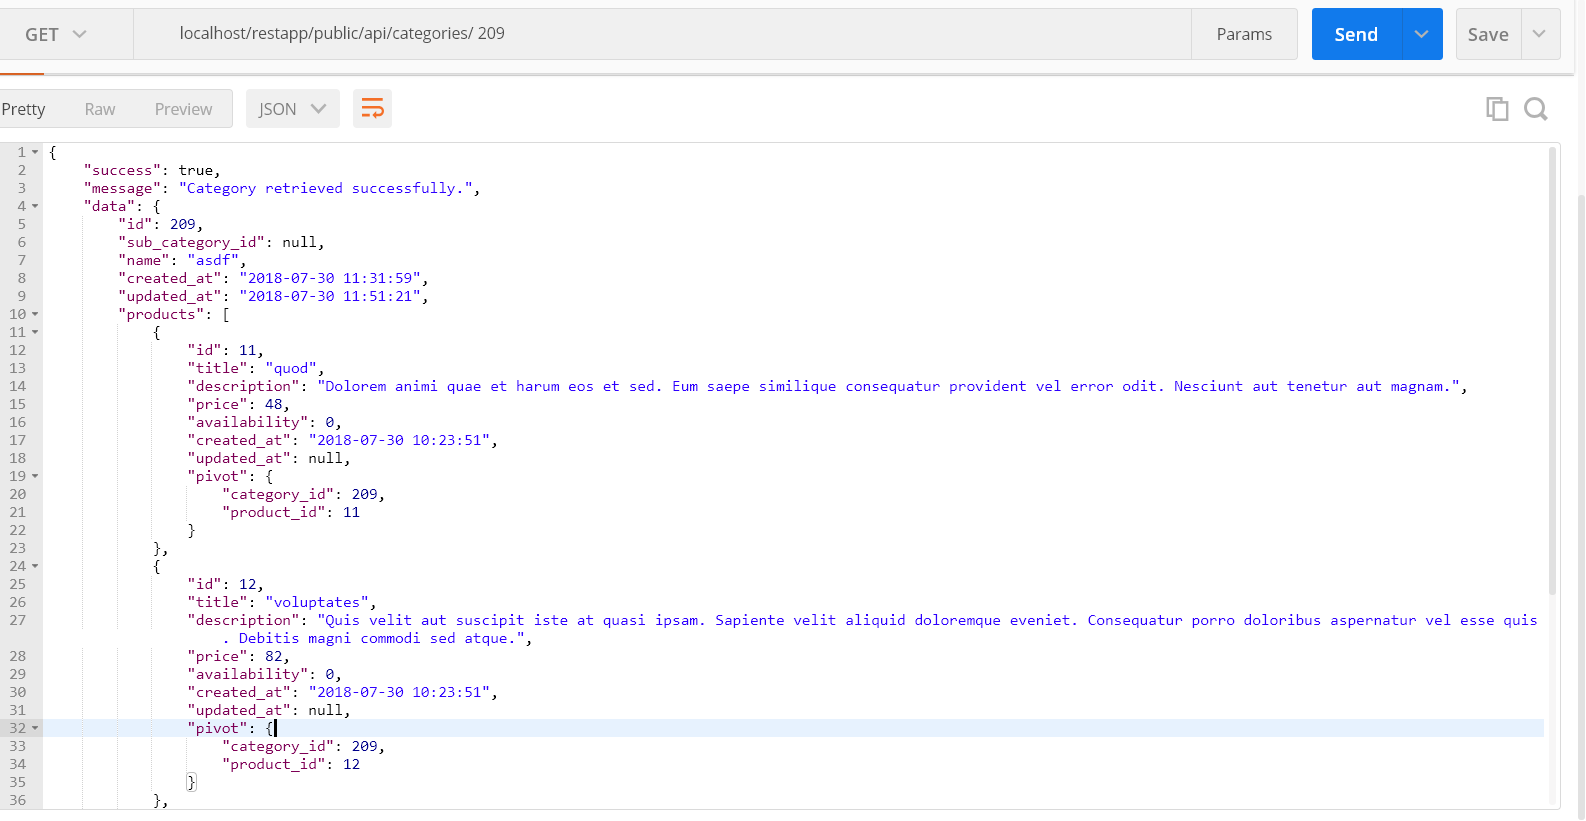 GET localhost/restapp/public/api/categories/ 209 Params Send Save
Pretty Raw Preview JSON
1 {
2 "success": true,
3 "message": "Category retrieved successfully.",
4 "data": {
5 "id": 209,
6 "sub_category_id": null,
7 "name": "asdf",
8 "created_at": "2018-07-30 11:31:59",
9 "updated_at": "2018-07-30 11:51:21",
10 "products": [
11 {
12 "id": 11,
13 "title": "quod",
14 "description": "Dolorem animi quae et harum eos et sed. Eum saepe similique consequatur provident vel error odit. Nesciunt aut tenetur aut magnam.",
15 "price": 48,
16 "availability": 0,
17 "created_at": "2018-07-30 10:23:51",
18 "updated_at": null,
19 "pivot": {
20 "category_id": 209,
21 "product_id": 11
22 }
23 },
24 {
25 "id": 12,
26 "title": "voluptates",
27 "description": "Quis velit aut suscipit iste at quasi ipsam. Sapiente velit aliquid doloremque eveniet. Consequatur porro doloribus aspernatur vel esse quis
. Debitis magni commodi sed atque.",
28 "price": 82,
29 "availability": 0,
30 "created_at": "2018-07-30 10:23:51",
31 "updated_at": null,
32 "pivot": {
33 "category_id": 209,
34 "product_id": 12
35 }
36 },